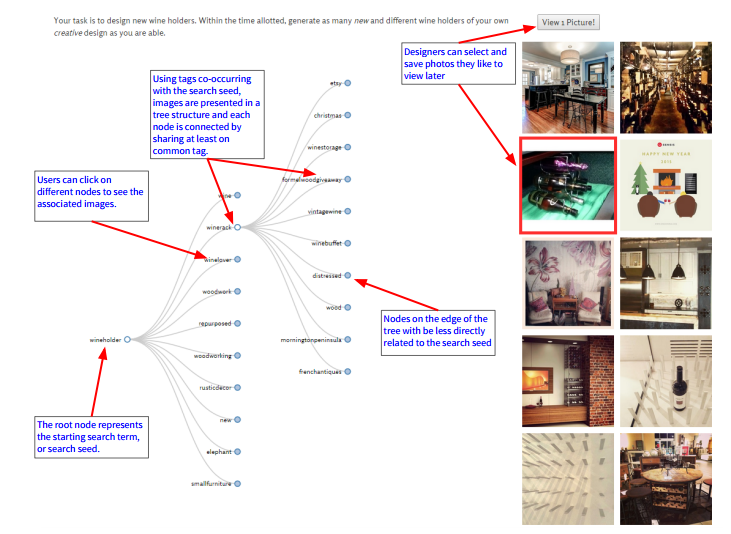 Your task is to design new wine holders. Within the time allotted, generate as many new and different wine holders of your own
creative design as you are able.
View 1 Picture!
Designers can select and
save photos they like to
view later
Using tags co-occurring
with the search seed,
images are presented in a
tree structure and each
node is connected by
sharing at least on
common tag.
Users can click on
different nodes to see the
associated images.
etsy
christmas
winestorage
formelwoodgiveaway
vintagewine
winebuffet
distressed
wood
morningtonpeninsula
frenchantiques
wine
winerack
winelover
woodwork
repurposed
woodworking
rusticdecor
new
elephant
smallfurniture
wineholder
Nodes on the edge of the
tree with be less directly
related to the search seed
The root node represents
the starting search term,
or search seed.
HAPPY NEW YEAR